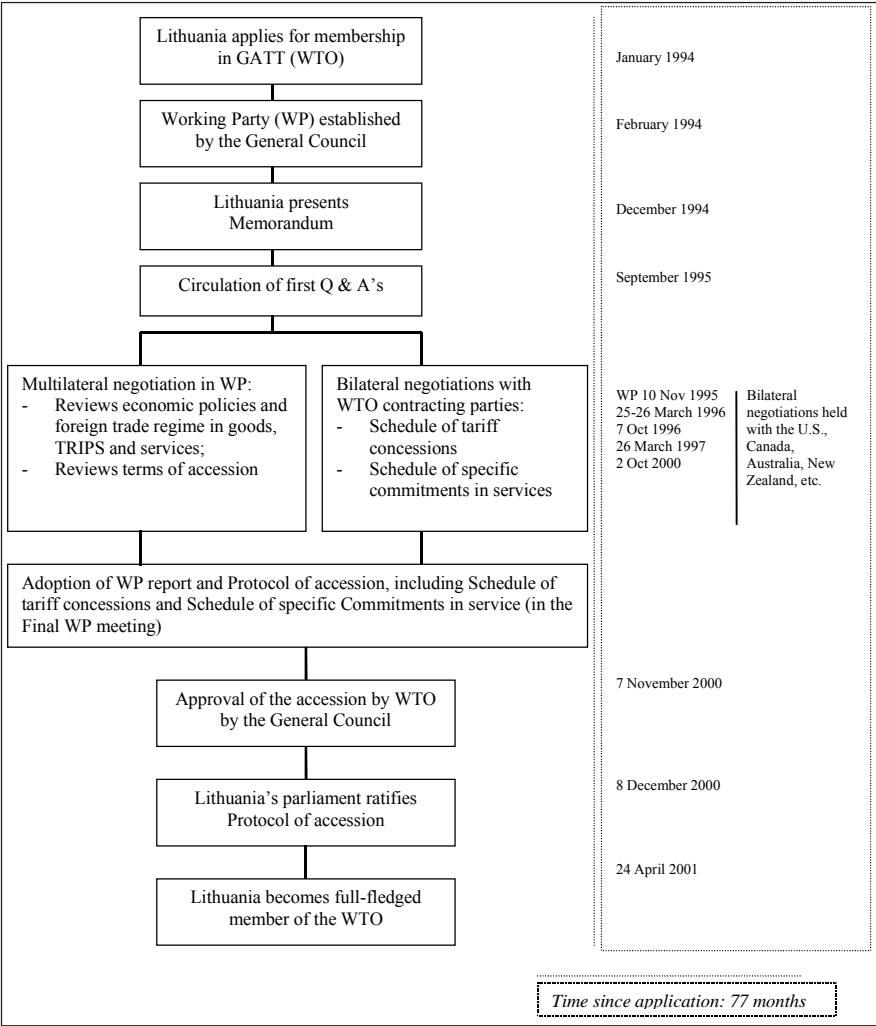 Lithuania applies for membership
in GATT (WTO)
January 1994
Working Party (WP) established
by the General Council
February 1994
Lithuania presents
Memorandum
December 1994
Circulation of first Q & A's
September 1995
Multilateral negotiation in WP:
- Reviews economic policies and
foreign trade regime in goods,
TRIPS and services;
- Reviews terms of accession
Bilateral negotiations with
WTO contracting parties:
- Schedule of tariff
concessions
- Schedule of specific
commitments in services
WP 10 Nov 1995
25-26 March 1996
7 Oct 1996
26 March 1997
2 Oct 2000
Bilateral
negotiations held
with the U.S.,
Canada,
Australia, New
Zealand, etc.
Adoption of WP report and Protocol of accession, including Schedule of
tariff concessions and Schedule of specific Commitments in service (in the
Final WP meeting)
Approval of the accession by WTO
by the General Council
7 November 2000
Lithuania's parliament ratifies
Protocol of accession
8 December 2000
Lithuania becomes full-fledged
member of the WTO
24 April 2001
Time since application: 77 months